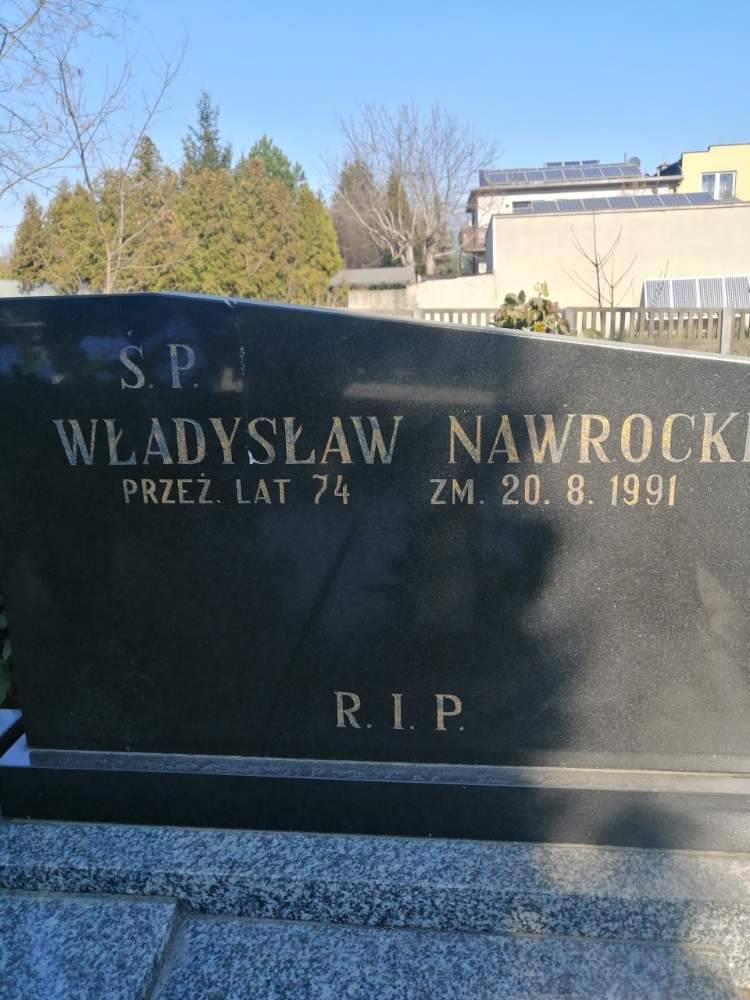 Ś.P.
WŁADYSŁAW NAWROCKI
PRZEŻ. LAT 74 ZM. 20. 8. 1991
R. I. P.